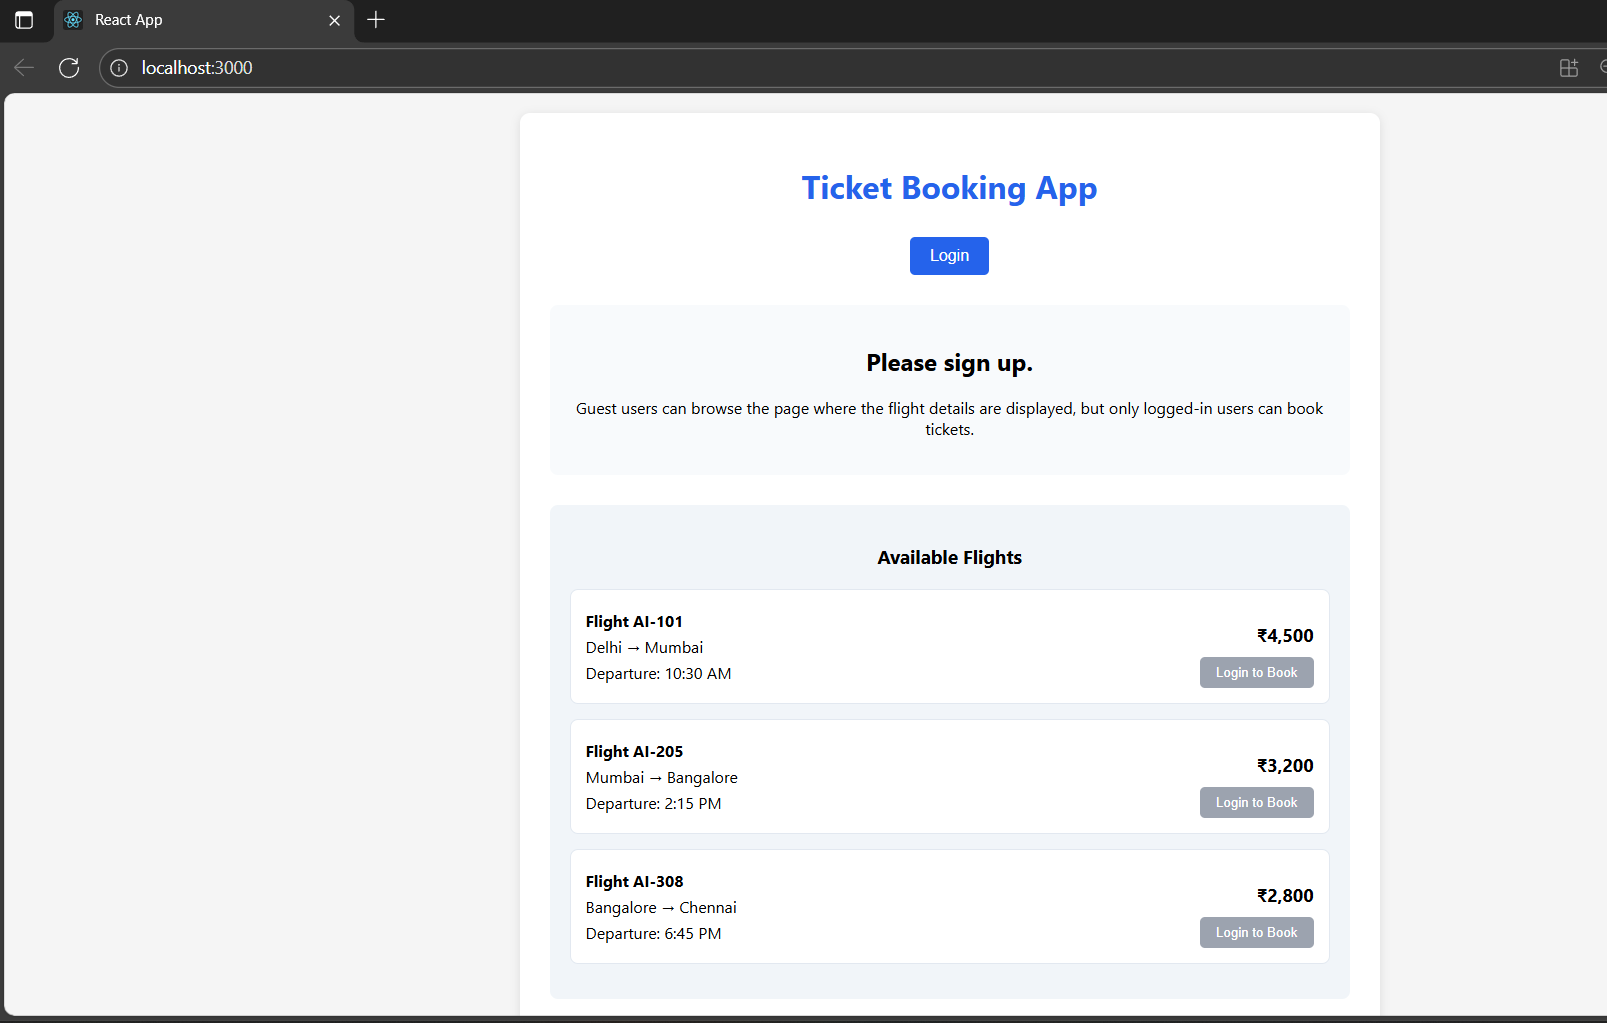 React App
localhost:3000
Ticket Booking App
Login
Please sign up.
Guest users can browse the page where the flight details are displayed, but only logged-in users can book
tickets.
Available Flights
Flight AI-101
Delhi → Mumbai
Departure: 10:30 AM
₹4,500
Login to Book
Flight AI-205
Mumbai → Bangalore
Departure: 2:15 PM
₹3,200
Login to Book
Flight AI-308
Bangalore → Chennai
Departure: 6:45 PM
₹2,800
Login to Book